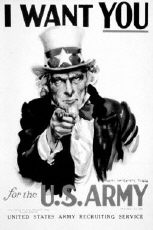 I WANT YOU
for the U.S. ARMY
UNITED STATES ARMY RECRUITING SERVICE